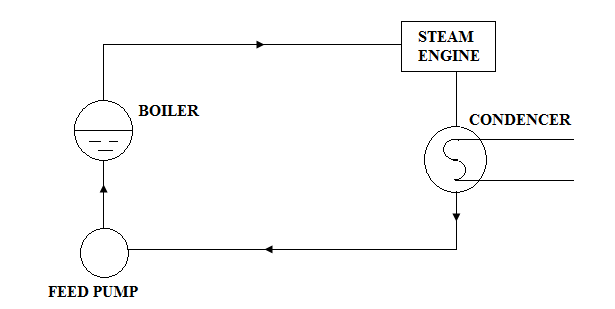 STEAM
ENGINE
BOILER
CONDENCER
FEED PUMP